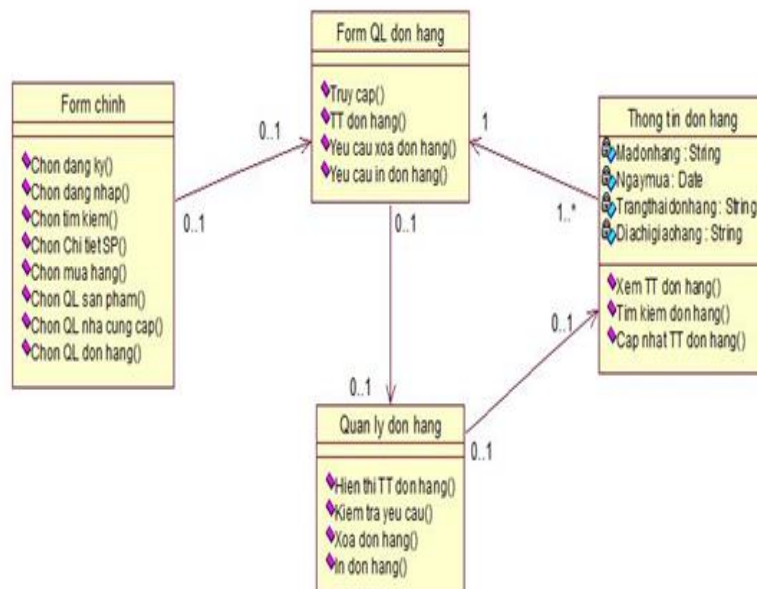 Form QL don hang
Truy cap()
TT don hang()
Yeu cau xoa don hang()
Yeu cau in don hang()
Form chinh
Chon dang ky()
Chon dang nhap()
Chon tim kiem()
Chon Chi tiet SP()
Chon mua hang()
Chon QL san pham()
Chon QL nha cung cap()
Chon QL don hang()
Thong tin don hang
Madonhang : String
Ngaymua : Date
Trangthaidonhang : String
Diachigiaohang : String
Xem TT don hang()
Tim kiem don hang()
Cap nhat TT don hang()
0..1
0..1
1
1..*
0..1
0..1
0..1
0..1
Quan ly don hang
Hien thi TT don hang()
Kiem tra yeu cau()
Xoa don hang()
In don hang()